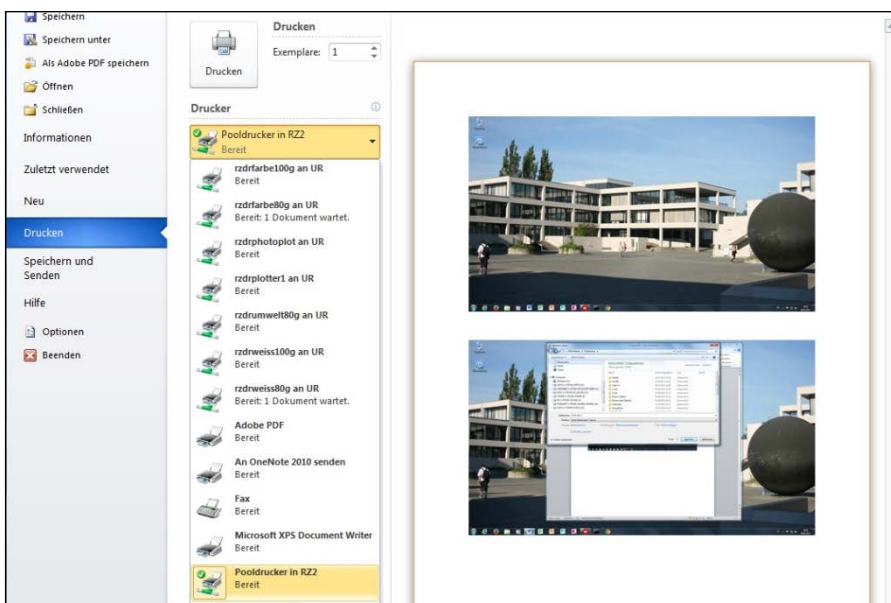 Speichern
Speichern unter
Als Adobe PDF speichern
Öffnen
Schließen
Informationen
Zuletzt verwendet
Neu
Drucken
Speichern und
Senden
Hilfe
Optionen
Beenden
Drucken
Exemplare: 1
Drucken
Drucker
Pooldrucker in RZ2
Bereit
rzdrfarbe100g an UR
Bereit
rzdrfarbe80g an UR
Bereit: 1 Dokument wartet.
rzdrphotoplot an UR
Bereit
rzdrplotter1 an UR
Bereit
rzdrumwelt80g an UR
Bereit
rzdrweiss100g an UR
Bereit
rzdrweiss80g an UR
Bereit: 1 Dokument wartet.
Adobe PDF
Bereit
An OneNote 2010 senden
Bereit
Fax
Bereit
Microsoft XPS Document Writer
Bereit
Pooldrucker in RZ2
Bereit